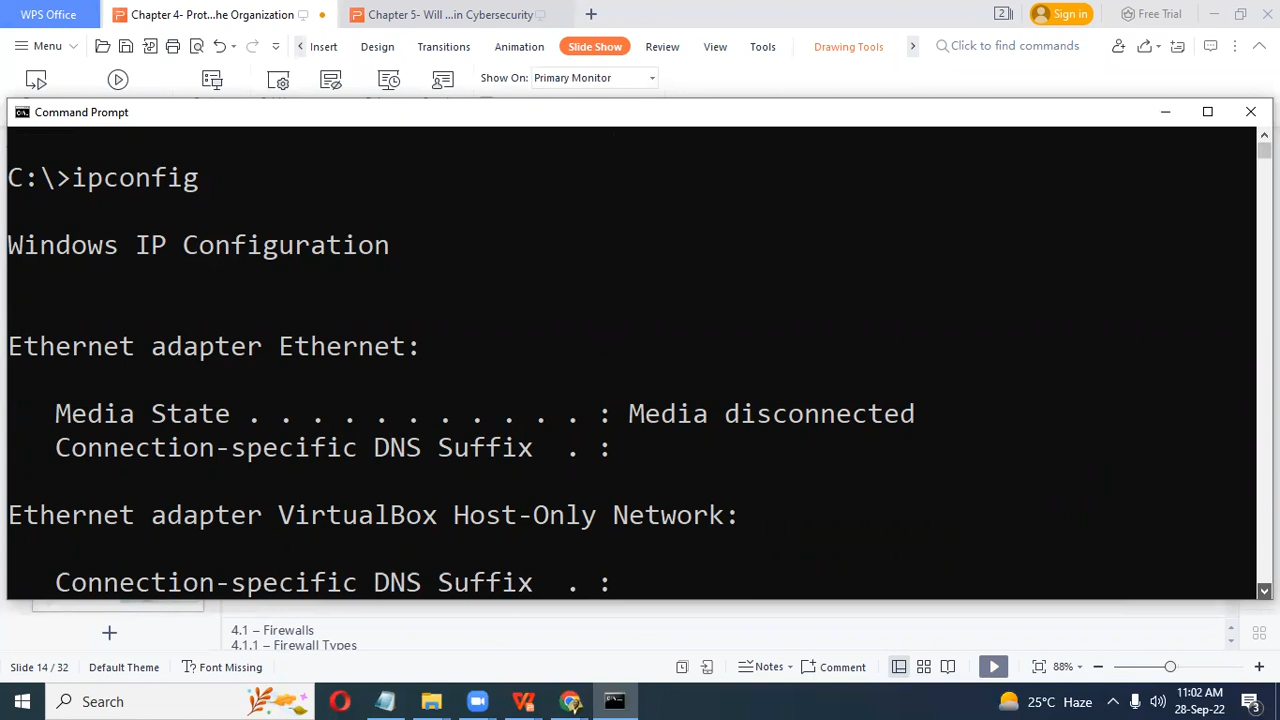 WPS Office
Chapter 4- Prot...he Organization
Chapter 5- Will ...in Cybersecurity
2
Sign in
Free Trial
Menu
Insert
Design
Transitions
Animation
Slide Show
Review
View
Tools
Drawing Tools
Click to find commands
Show On:
Primary Monitor
Command Prompt
C:\>ipconfig
Windows IP Configuration
Ethernet adapter Ethernet:
Media State . . . . . . . . . . . : Media disconnected
Connection-specific DNS Suffix  . :
Ethernet adapter VirtualBox Host-Only Network:
Connection-specific DNS Suffix  . :
4.1 – Firewalls
4.1.1 – Firewall Types
Slide 14 / 32
Default Theme
Font Missing
Notes
Comment
88%
Search
25°C Haze
11:02 AM
28-Sep-22
3